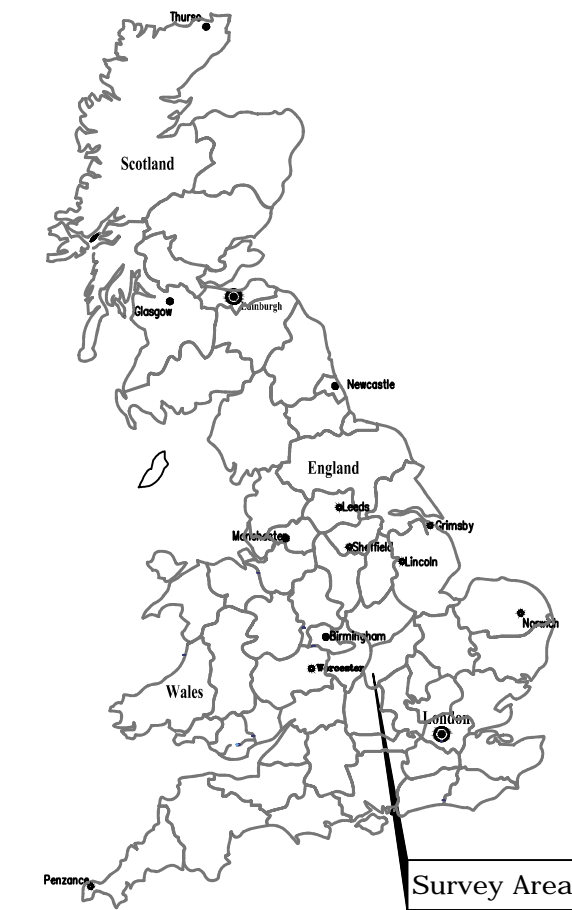 Thurso
Scotland
Edinburgh
Glasgow
Newcastle
England
Leeds
Grimsby
Manchester
Sheffield
Lincoln
Norwich
Birmingham
Worcester
Wales
London
Penzance
Survey Area